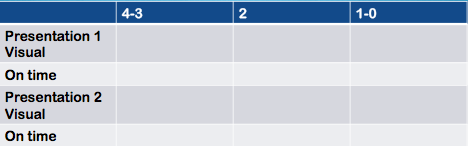 4-3 2 1-0
Presentation 1
Visual
On time
Presentation 2
Visual
On time